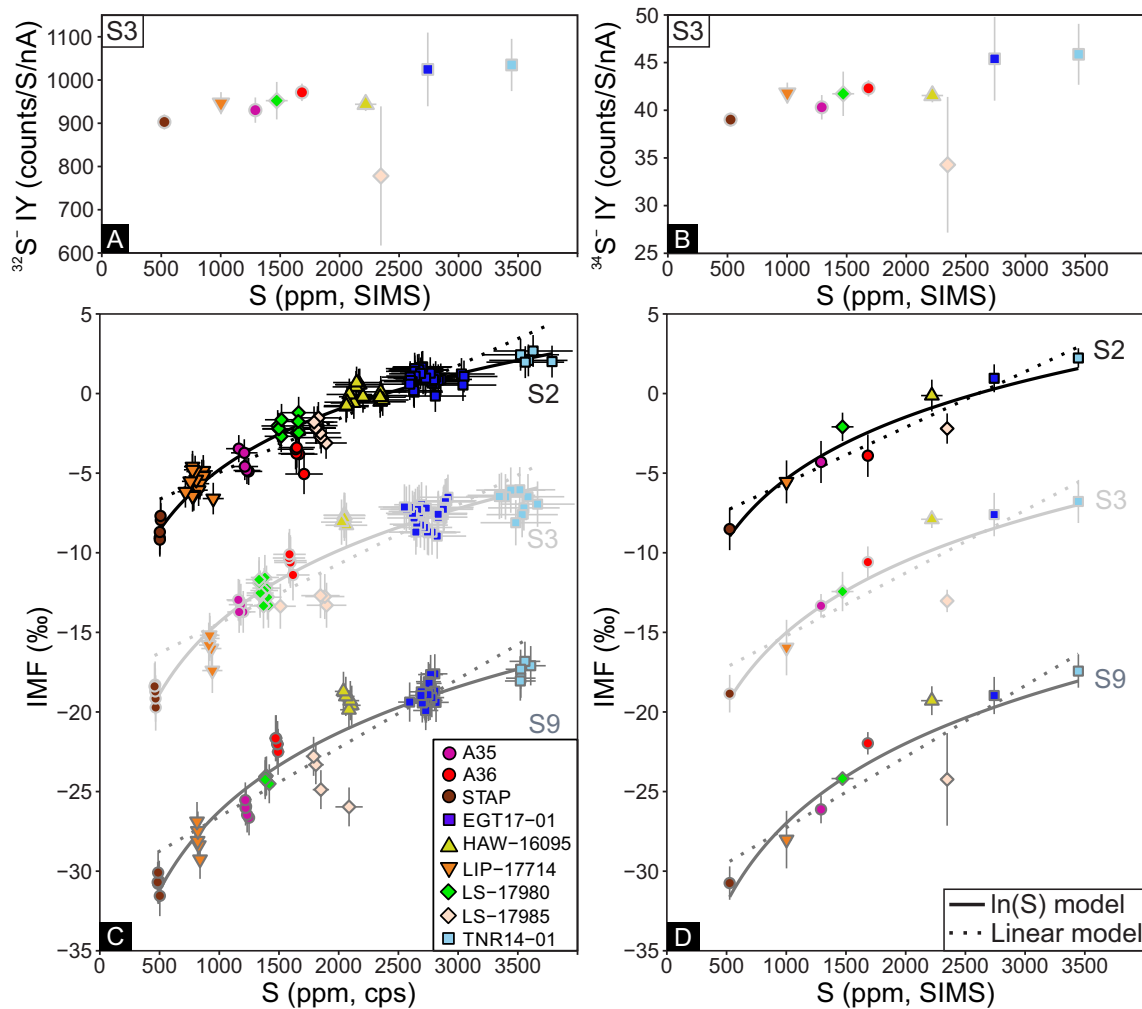 S3
1100
1000
900
800
700
600
³²S⁻ IY (counts/S/nA)
A
0 500 1000 1500 2000 2500 3000 3500
S (ppm, SIMS)
S3
50
45
40
35
30
25
³⁴S⁻ IY (counts/S/nA)
B
0 500 1000 1500 2000 2500 3000 3500
S (ppm, SIMS)
5
0
−5
−10
−15
−20
−25
−30
−35
IMF (‰)
S2
S3
S9
A35
A36
STAP
EGT17−01
HAW−16095
LIP−17714
LS−17980
LS−17985
TNR14−01
C
0 500 1000 1500 2000 2500 3000 3500
S (ppm, cps)
5
0
−5
−10
−15
−20
−25
−30
−35
IMF (‰)
S2
S3
S9
ln(S) model
Linear model
D
0 500 1000 1500 2000 2500 3000 3500
S (ppm, SIMS)